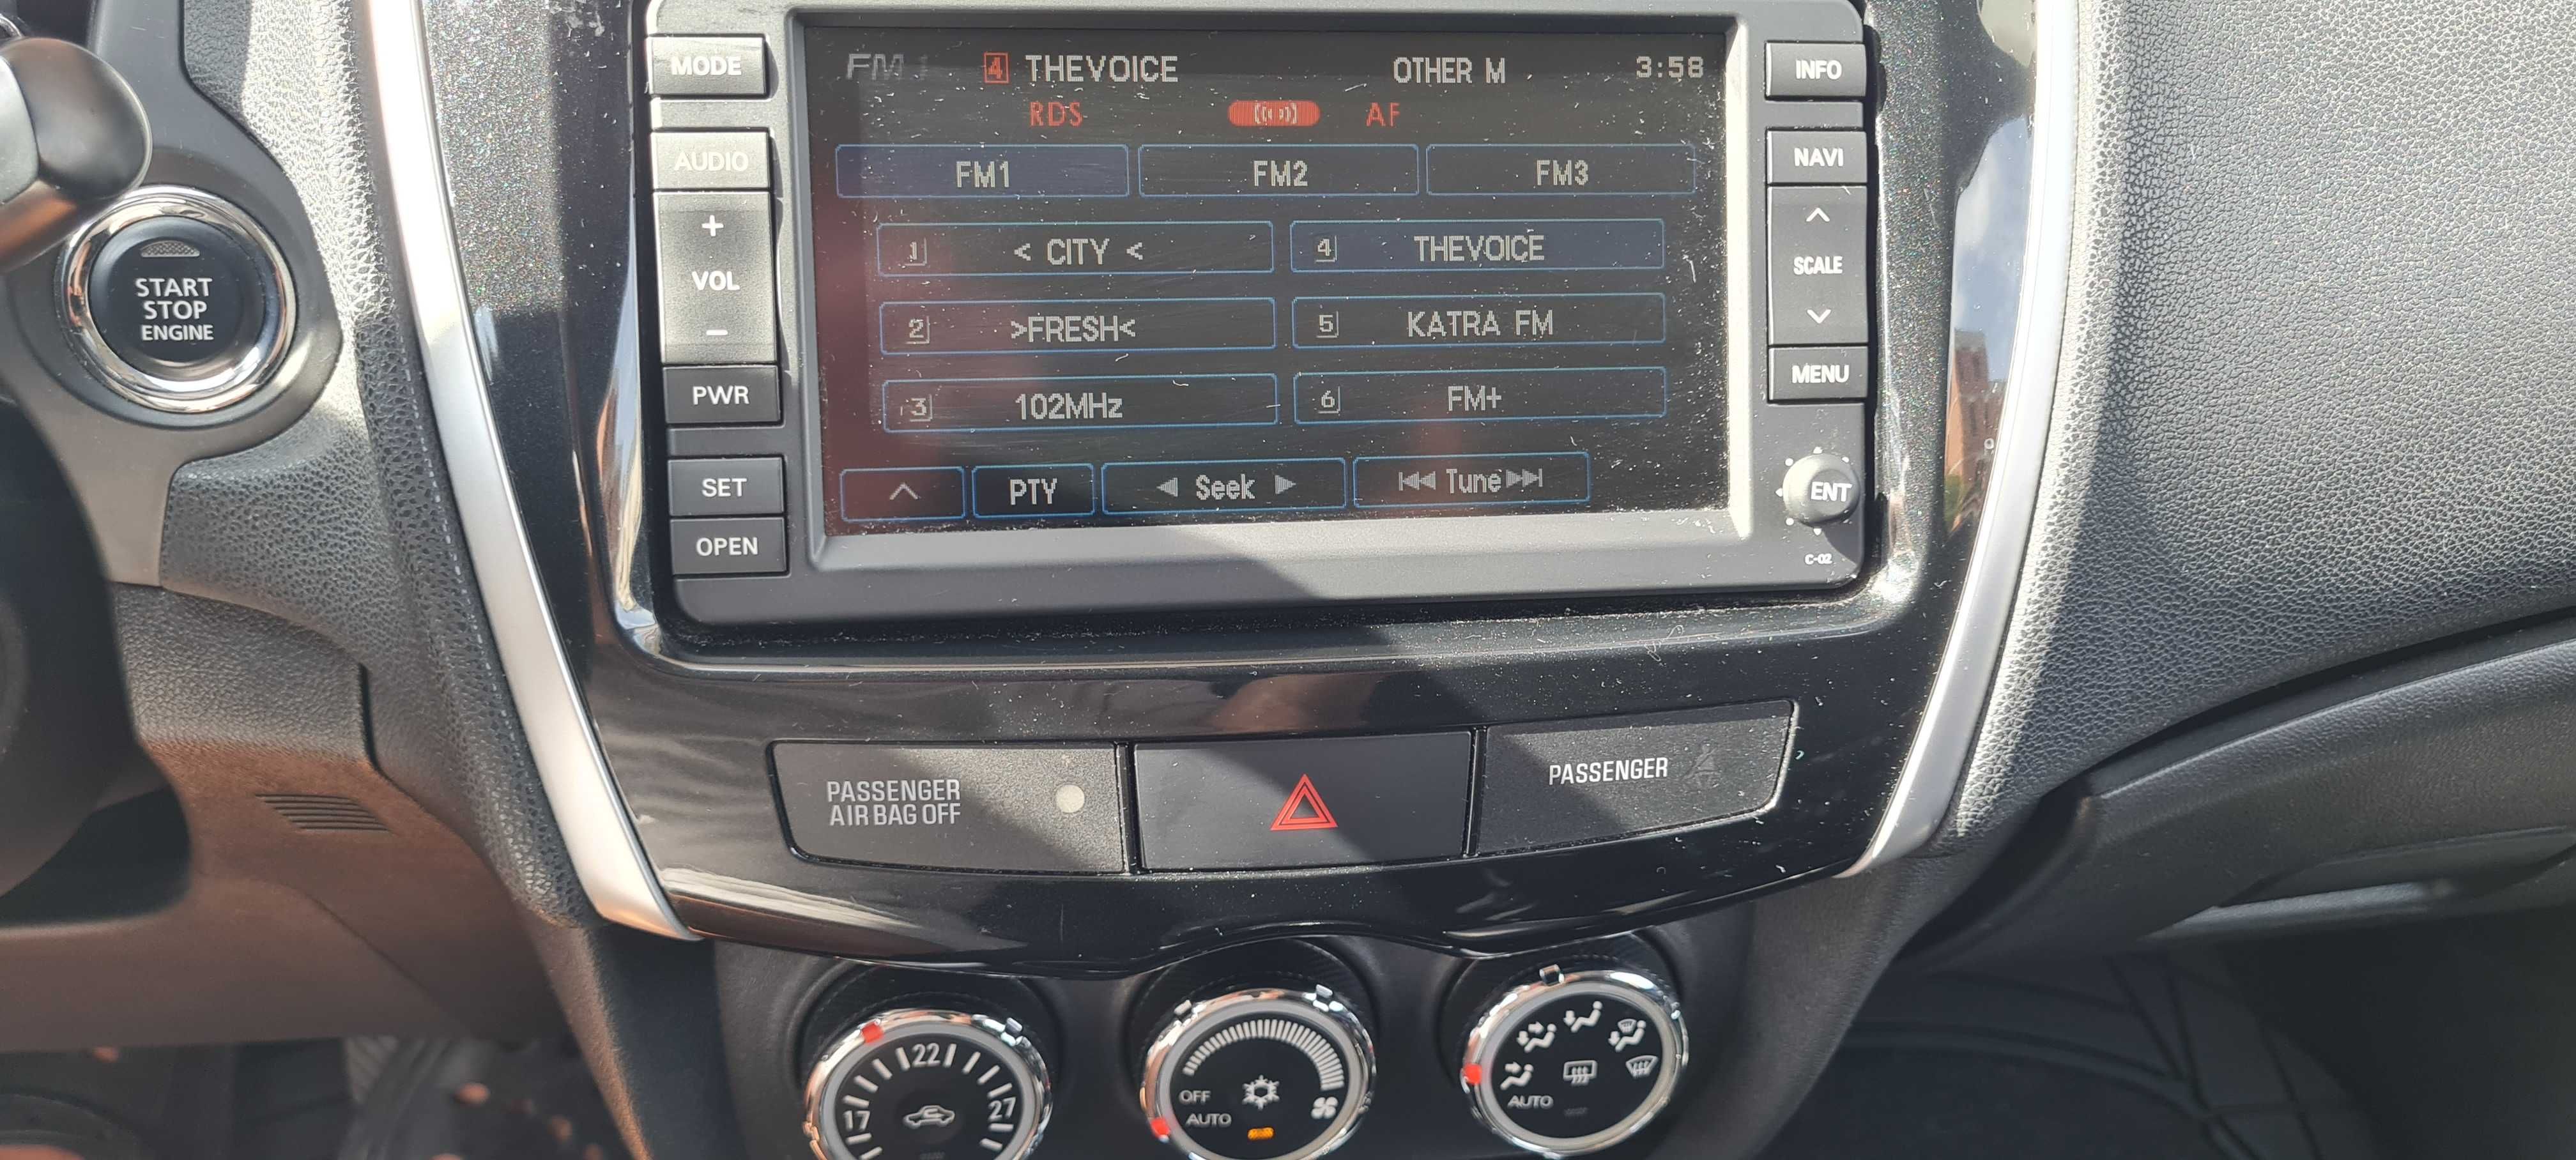 MODE
FM1
4 THEVOICE
OTHER M
3:58
INFO
RDS
AF
AUDIO
FM1
FM2
FM3
NAVI
+
VOL
-
1 < CITY <
4 THEVOICE
SCALE
START
STOP
ENGINE
2 >FRESH<
5 KATRA FM
PWR
3 102MHz
6 FM+
MENU
SET
PTY
Seek
Tune
ENT
OPEN
C-02
PASSENGER
AIR BAG OFF
PASSENGER
22
17
27
OFF
AUTO
AUTO